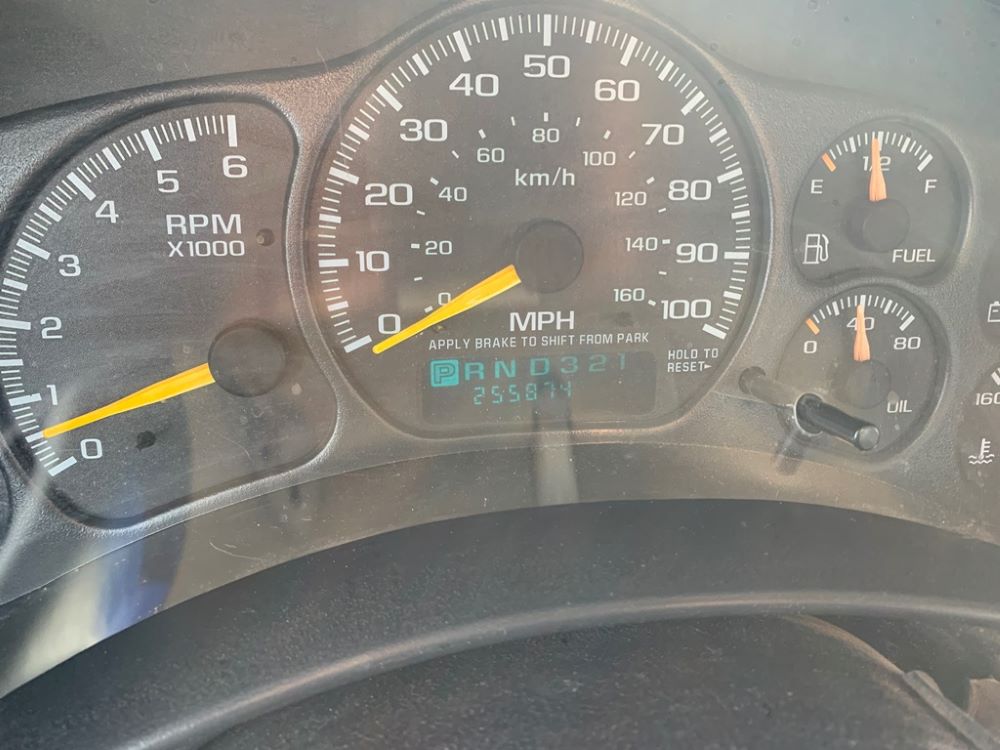 6
5
4
3
2
1
0
RPM
X1000
50
40
60
30
70
20
80
10
90
0
100
80
60
100
km/h
40
120
20
140
0
160
MPH
APPLY BRAKE TO SHIFT FROM PARK
PRND321
255874
HOLD TO
RESET
1/2
E
F
FUEL
40
0
80
OIL
160